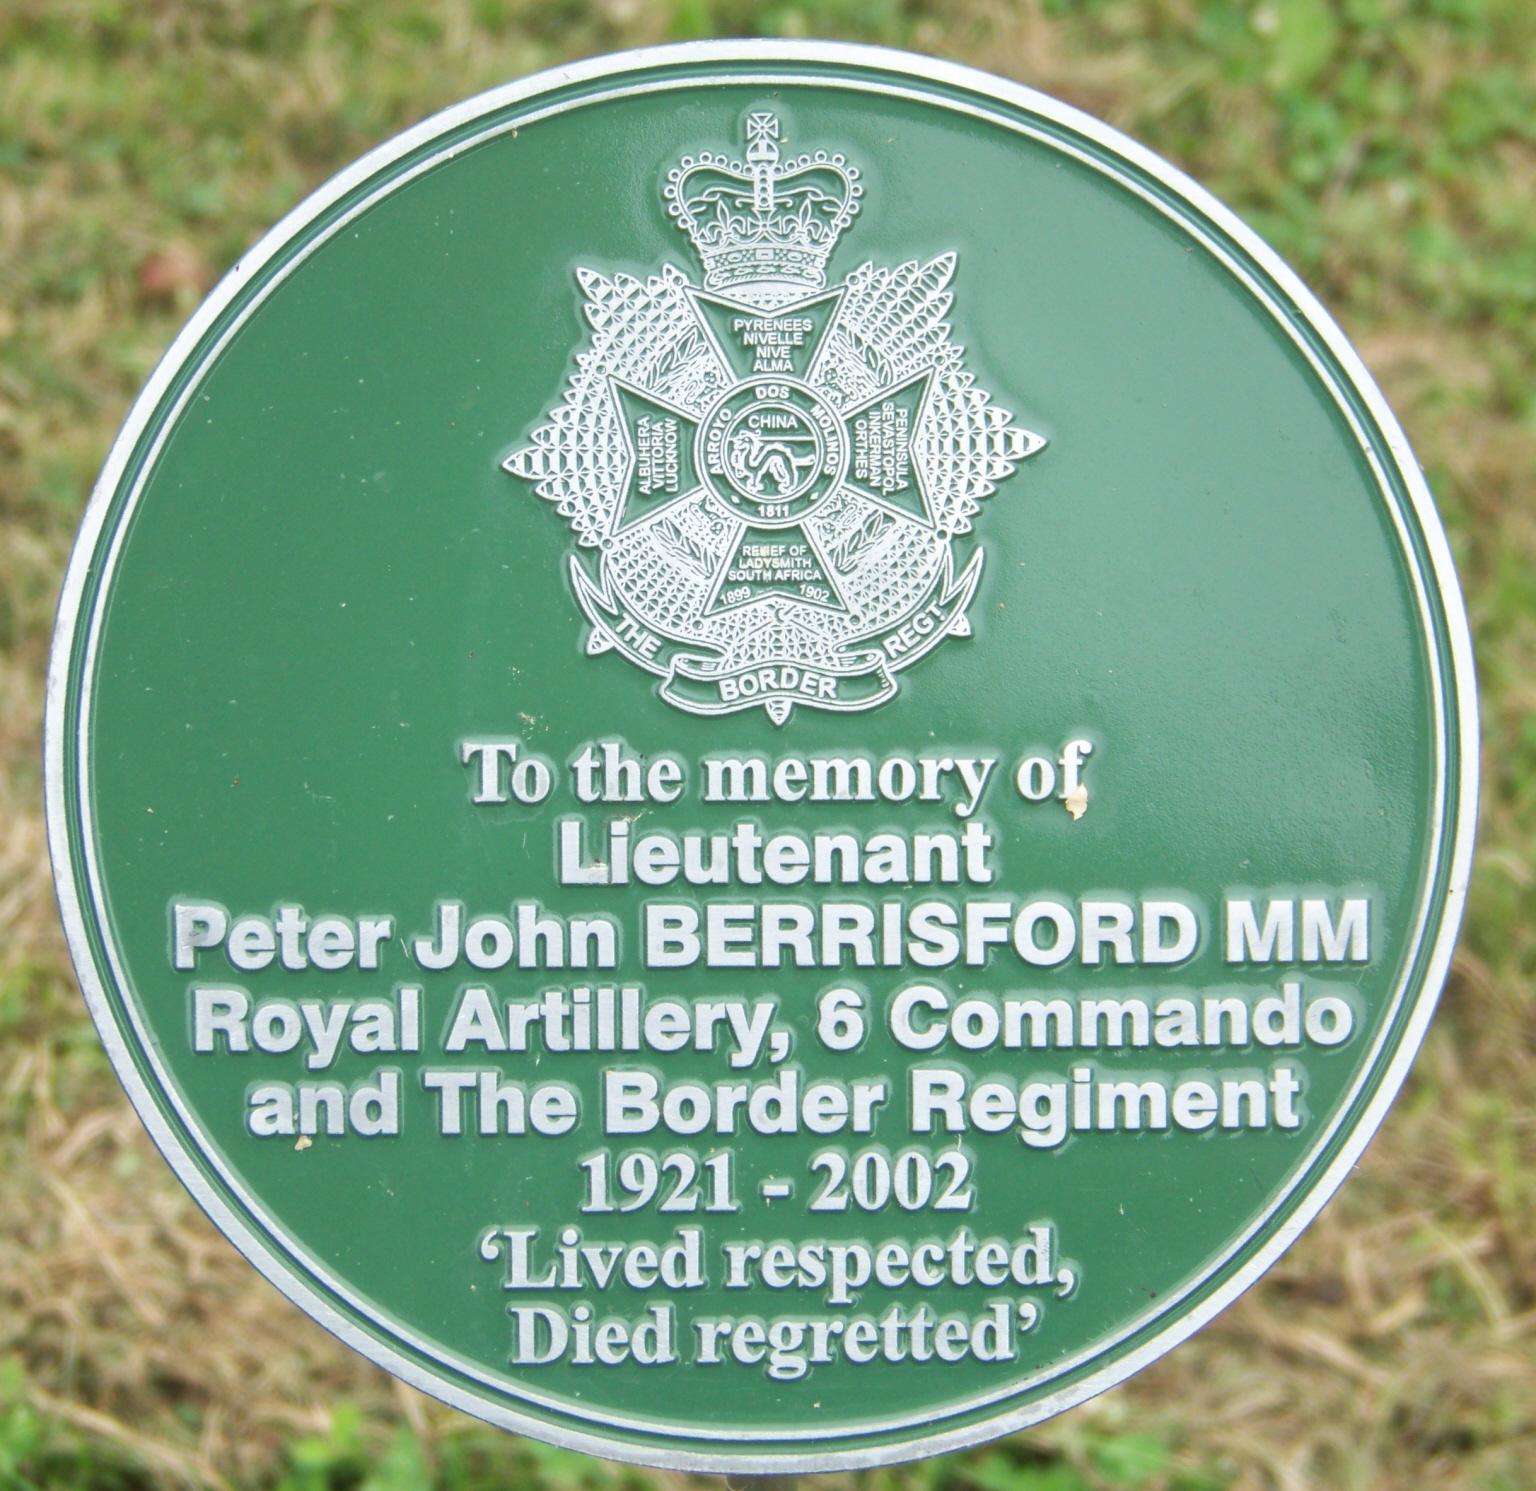 PYRENEES
NIVELLE
NIVE
ALMA
ARROYO DOS MOLINOS
1811
CHINA
ALBUHERA
VITTORIA
LUCKNOW
PENINSULA
SEVASTOPOL
INKERMAN
ORTHES
RELIEF OF
LADYSMITH
SOUTH AFRICA
1899 1902
THE BORDER REGT
To the memory of
Lieutenant
Peter John BERRISFORD MM
Royal Artillery, 6 Commando
and The Border Regiment
1921 - 2002
‘Lived respected,
Died regretted’